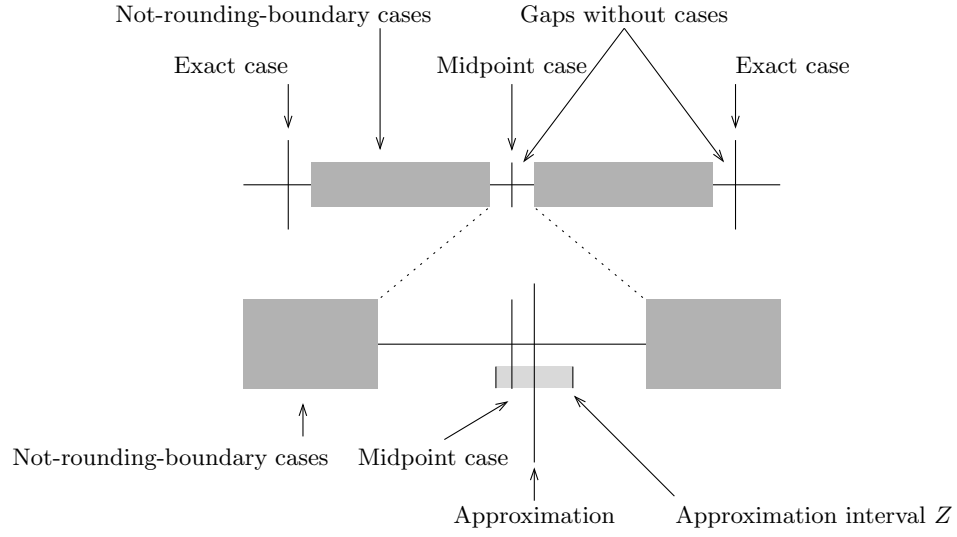 Not-rounding-boundary cases
Gaps without cases
Exact case
Midpoint case
Exact case
Not-rounding-boundary cases
Midpoint case
Approximation
Approximation interval Z